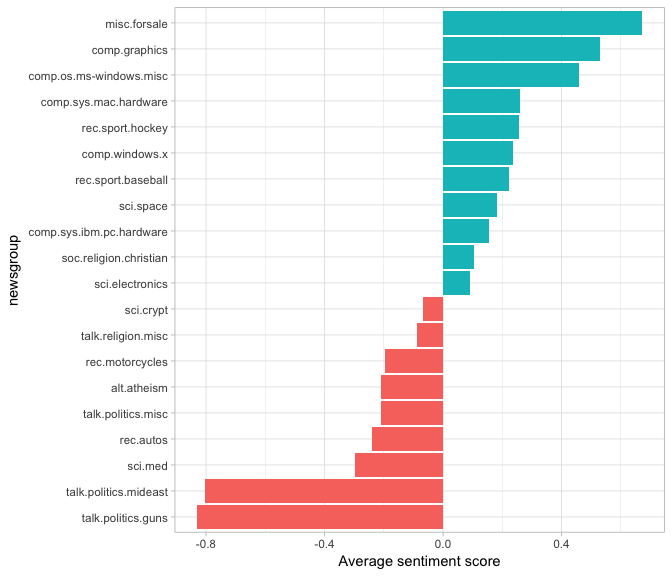 misc.forsale
comp.graphics
comp.os.ms-windows.misc
comp.sys.mac.hardware
rec.sport.hockey
comp.windows.x
rec.sport.baseball
sci.space
comp.sys.ibm.pc.hardware
soc.religion.christian
sci.electronics
sci.crypt
talk.religion.misc
rec.motorcycles
alt.atheism
talk.politics.misc
rec.autos
sci.med
talk.politics.mideast
talk.politics.guns
newsgroup
-0.8 -0.4 0.0 0.4
Average sentiment score